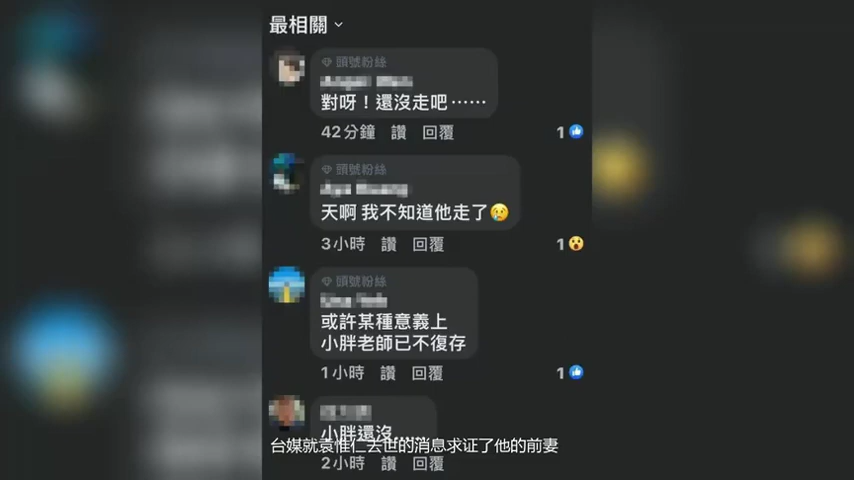 最相關
頭號粉絲
對呀！還沒走吧……
42分鐘 讚 回覆 1
頭號粉絲
天啊 我不知道他走了😢
3小時 讚 回覆 1
頭號粉絲
或許某種意義上
小胖老師已不復存
1小時 讚 回覆 1
小胖還沒……
台媒就袁惟仁去世的消息求证了他的前妻
2小時 讚 回覆